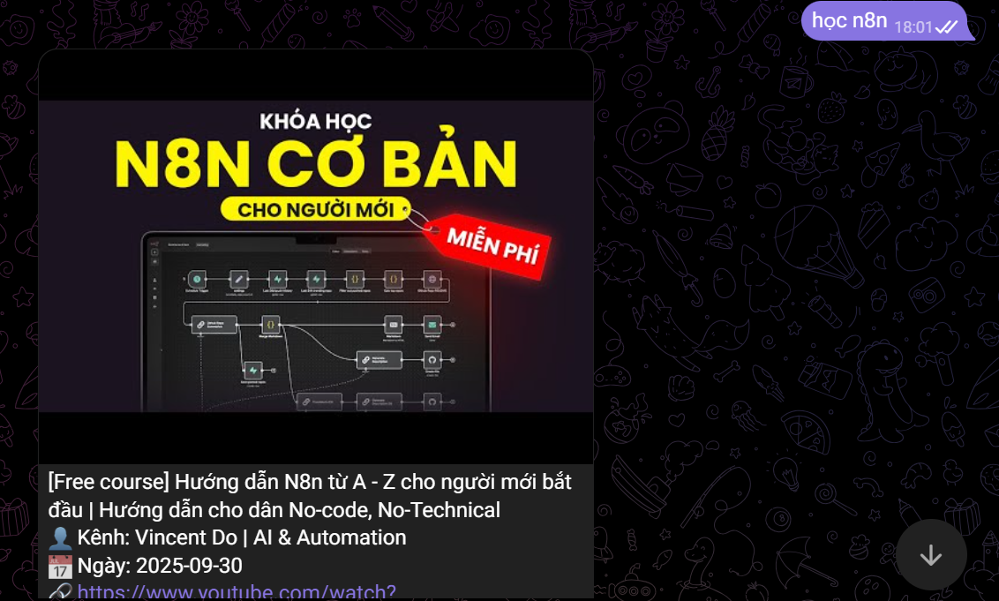 học n8n 18:01
KHÓA HỌC
N8N CƠ BẢN
CHO NGƯỜI MỚI
MIỄN PHÍ
[Free course] Hướng dẫn N8n từ A - Z cho người mới bắt
đầu | Hướng dẫn cho dân No-code, No-Technical
Kênh: Vincent Do | AI & Automation
JUL
17
Ngày: 2025-09-30
https://www.youtube.com/watch?